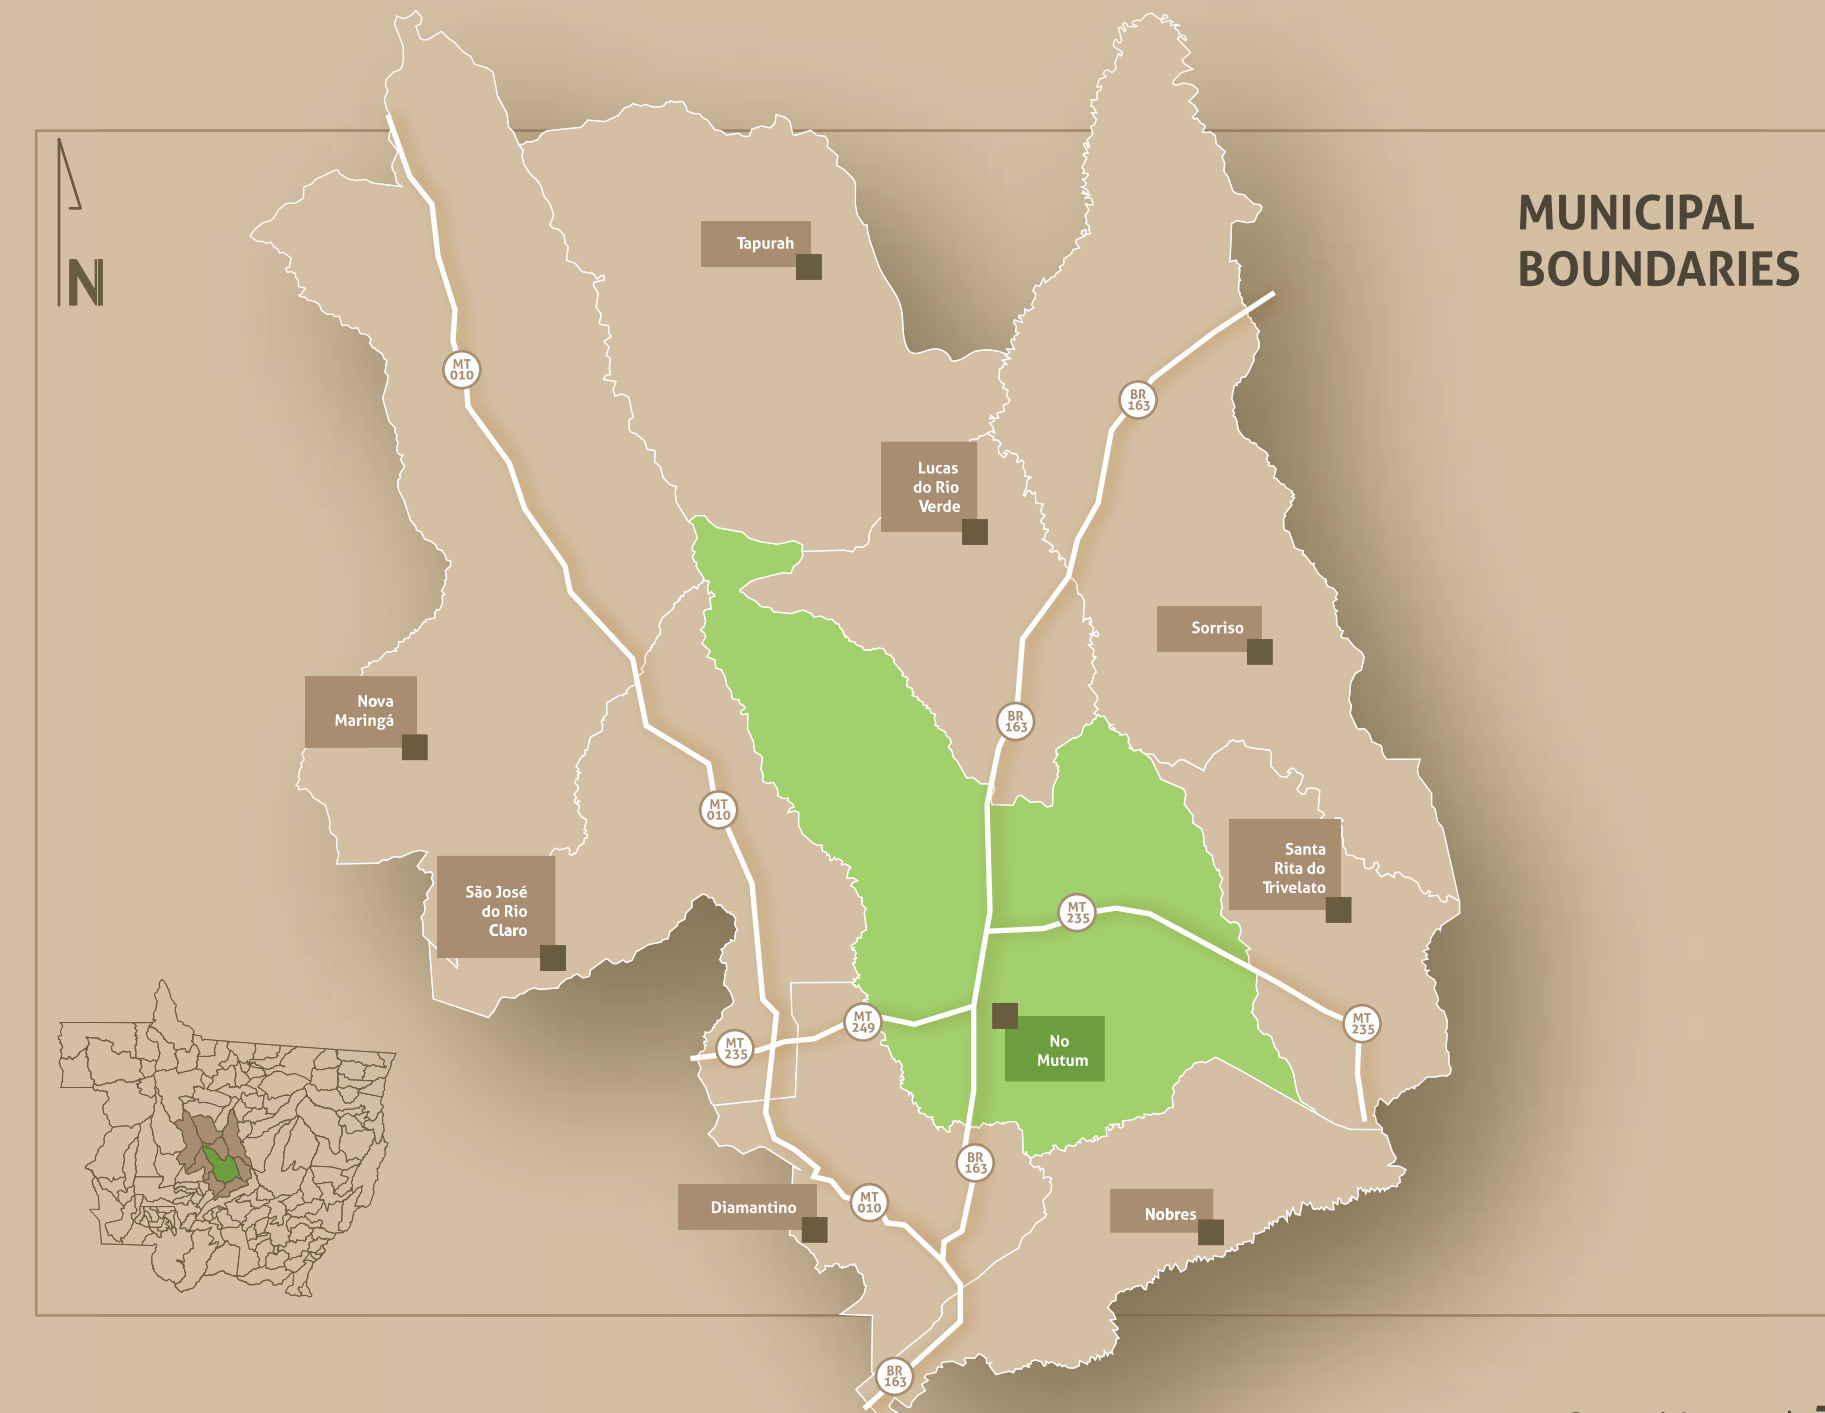 MUNICIPAL
BOUNDARIES
N
Tapurah
MT
010
BR
163
Lucas
do Rio
Verde
Sorriso
Nova
Maringá
BR
163
MT
010
Santa
Rita do
Trivelato
São José
do Rio
Claro
MT
235
MT
249
MT
235
MT
235
No
Mutum
BR
163
Diamantino
MT
010
Nobres
BR
163